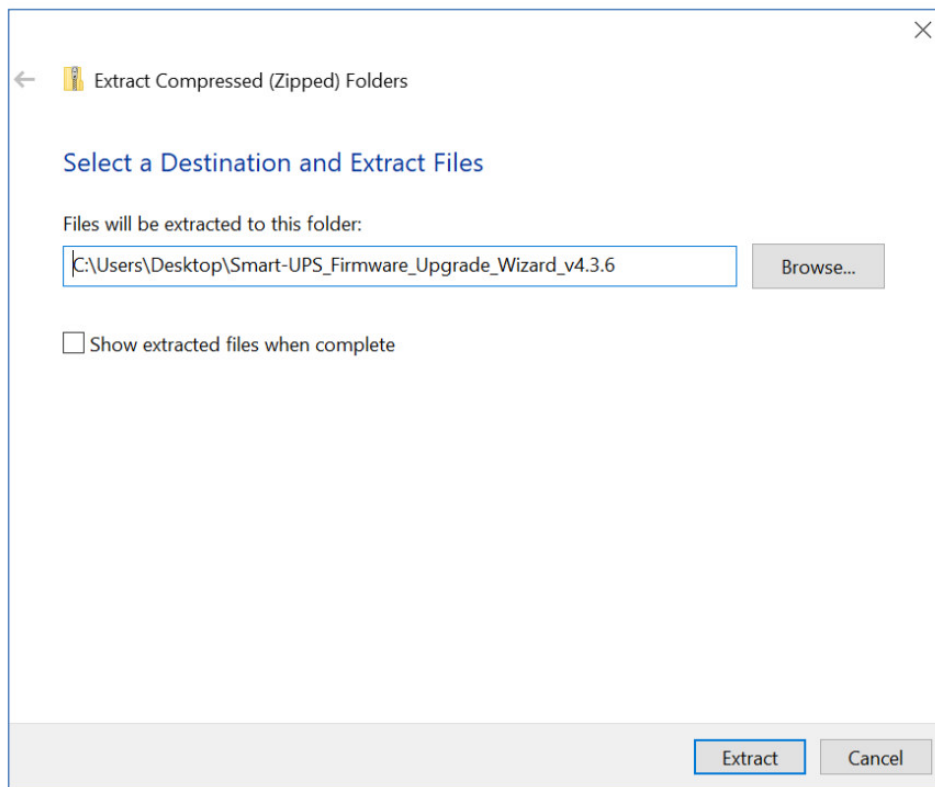 Extract Compressed (Zipped) Folders
Select a Destination and Extract Files
Files will be extracted to this folder:
C:\Users\Desktop\Smart-UPS_Firmware_Upgrade_Wizard_v4.3.6
Browse...
Show extracted files when complete
Extract
Cancel